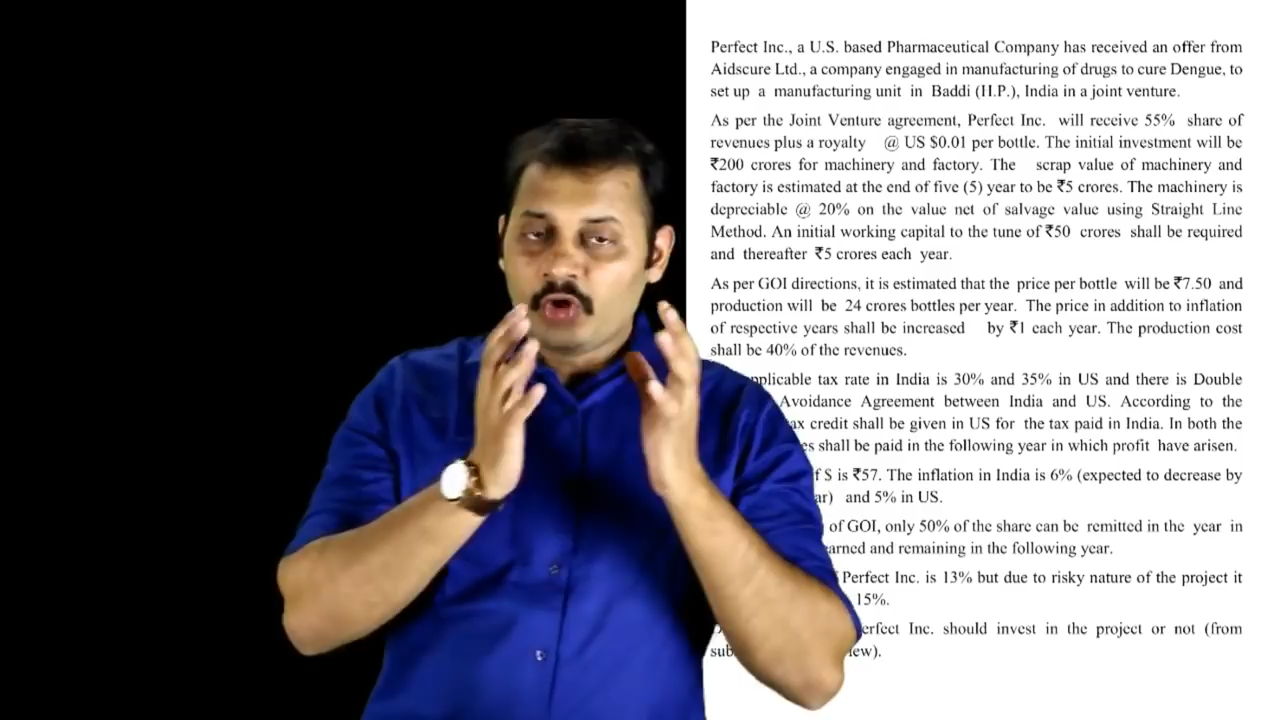 Perfect Inc., a U.S. based Pharmaceutical Company has received an offer from
Aidscure Ltd., a company engaged in manufacturing of drugs to cure Dengue, to
set up a manufacturing unit in Baddi (H.P.), India in a joint venture.
As per the Joint Venture agreement, Perfect Inc. will receive 55% share of
revenues plus a royalty @ US $0.01 per bottle. The initial investment will be
₹200 crores for machinery and factory. The scrap value of machinery and
factory is estimated at the end of five (5) year to be ₹5 crores. The machinery is
depreciable @ 20% on the value net of salvage value using Straight Line
Method. An initial working capital to the tune of ₹50 crores shall be required
and thereafter ₹5 crores each year.
As per GOI directions, it is estimated that the price per bottle will be ₹7.50 and
production will be 24 crores bottles per year. The price in addition to inflation
of respective years shall be increased by ₹1 each year. The production cost
shall be 40% of the revenues.
tax rate in India is 30% and 35% in US and there is Double
Avoidance Agreement between India and US. According to the
credit shall be given in US for the tax paid in India. In both the
shall be paid in the following year in which profit have arisen.
$ is ₹57. The inflation in India is 6% (expected to decrease by
and 5% in US.
of GOI, only 50% of the share can be remitted in the year in
and remaining in the following year.
Perfect Inc. is 13% but due to risky nature of the project it
15%.
Inc. should invest in the project or not (from